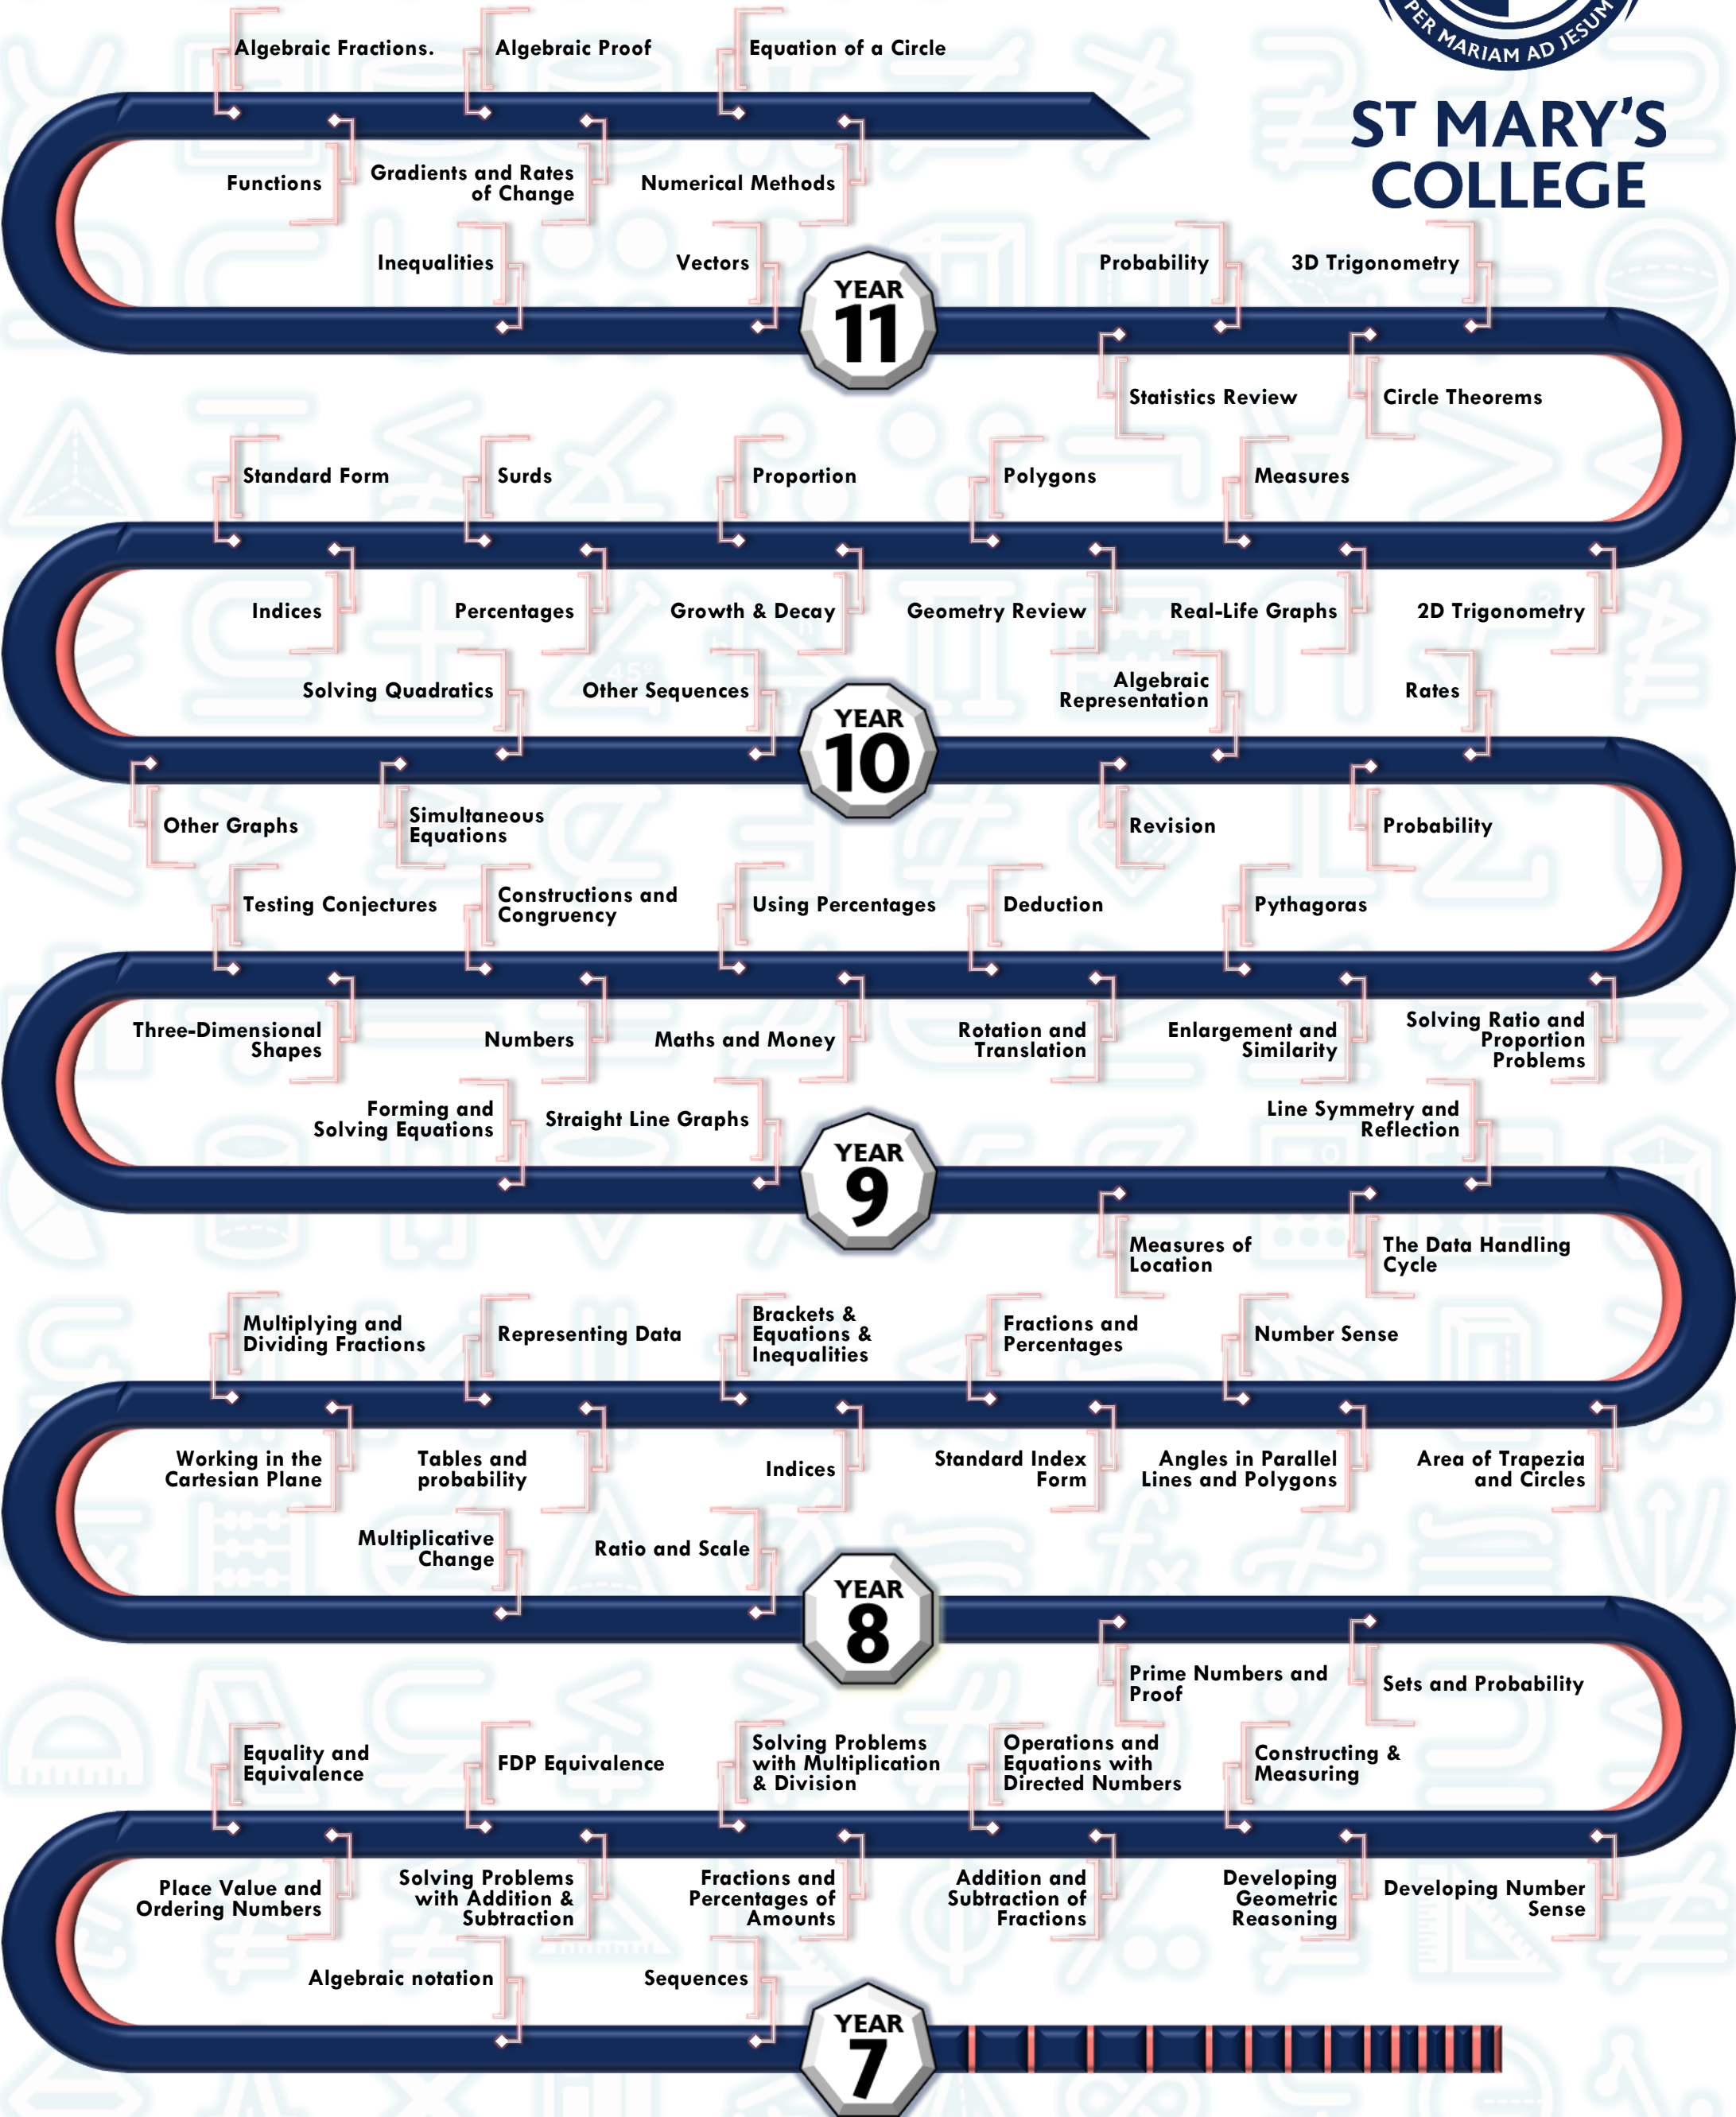 Algebraic Fractions.
Algebraic Proof
Equation of a Circle
PER MARIAM AD JESUM
ST MARY'S
COLLEGE
Functions
Gradients and Rates
of Change
Numerical Methods
Inequalities
Vectors
YEAR
11
Probability
3D Trigonometry
Statistics Review
Circle Theorems
Standard Form
Surds
Proportion
Polygons
Measures
Indices
Percentages
Growth & Decay
Geometry Review
Real-Life Graphs
2D Trigonometry
Solving Quadratics
Other Sequences
YEAR
10
Algebraic
Representation
Rates
Other Graphs
Simultaneous
Equations
Revision
Probability
Testing Conjectures
Constructions and
Congruency
Using Percentages
Deduction
Pythagoras
Three-Dimensional
Shapes
Numbers
Maths and Money
Rotation and
Translation
Enlargement and
Similarity
Solving Ratio and
Proportion
Problems
Forming and
Solving Equations
Straight Line Graphs
YEAR
9
Line Symmetry and
Reflection
Measures of
Location
The Data Handling
Cycle
Multiplying and
Dividing Fractions
Representing Data
Brackets &
Equations &
Inequalities
Fractions and
Percentages
Number Sense
Working in the
Cartesian Plane
Tables and
probability
Indices
Standard Index
Form
Angles in Parallel
Lines and Polygons
Area of Trapezia
and Circles
Multiplicative
Change
Ratio and Scale
YEAR
8
Prime Numbers and
Proof
Sets and Probability
Equality and
Equivalence
FDP Equivalence
Solving Problems
with Multiplication
& Division
Operations and
Equations with
Directed Numbers
Constructing &
Measuring
Place Value and
Ordering Numbers
Solving Problems
with Addition &
Subtraction
Fractions and
Percentages of
Amounts
Addition and
Subtraction of
Fractions
Developing
Geometric
Reasoning
Developing Number
Sense
Algebraic notation
Sequences
YEAR
7